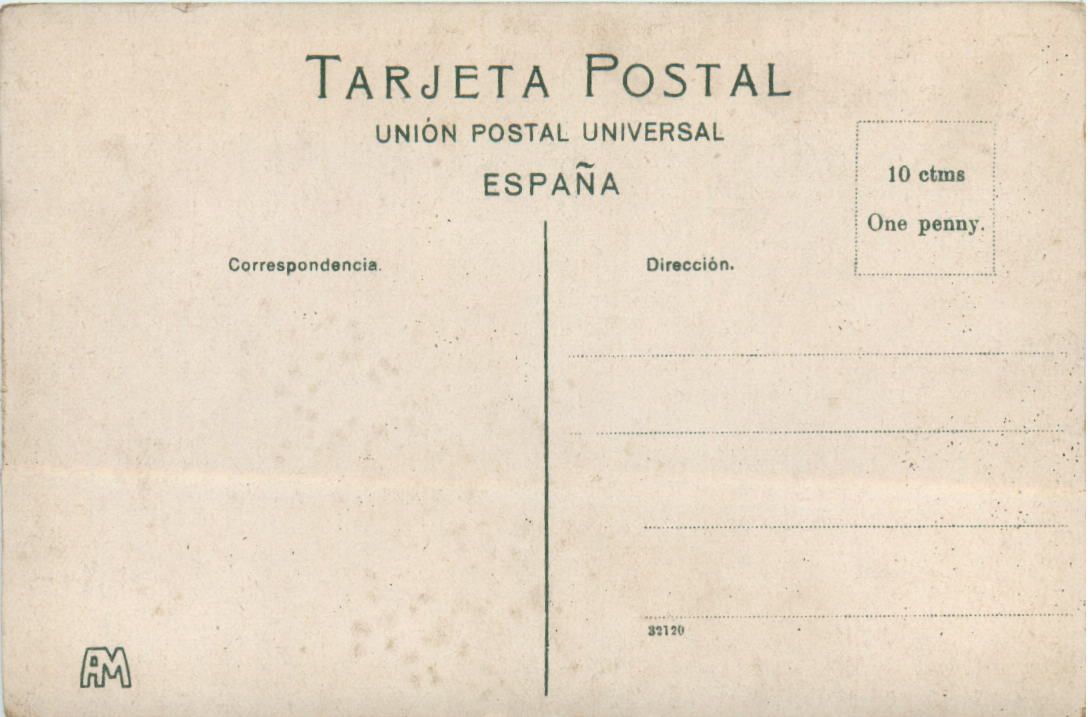 TARJETA POSTAL
UNIÓN POSTAL UNIVERSAL
ESPAÑA
10 ctms
One penny.
Correspondencia.
Dirección.
32120
AM